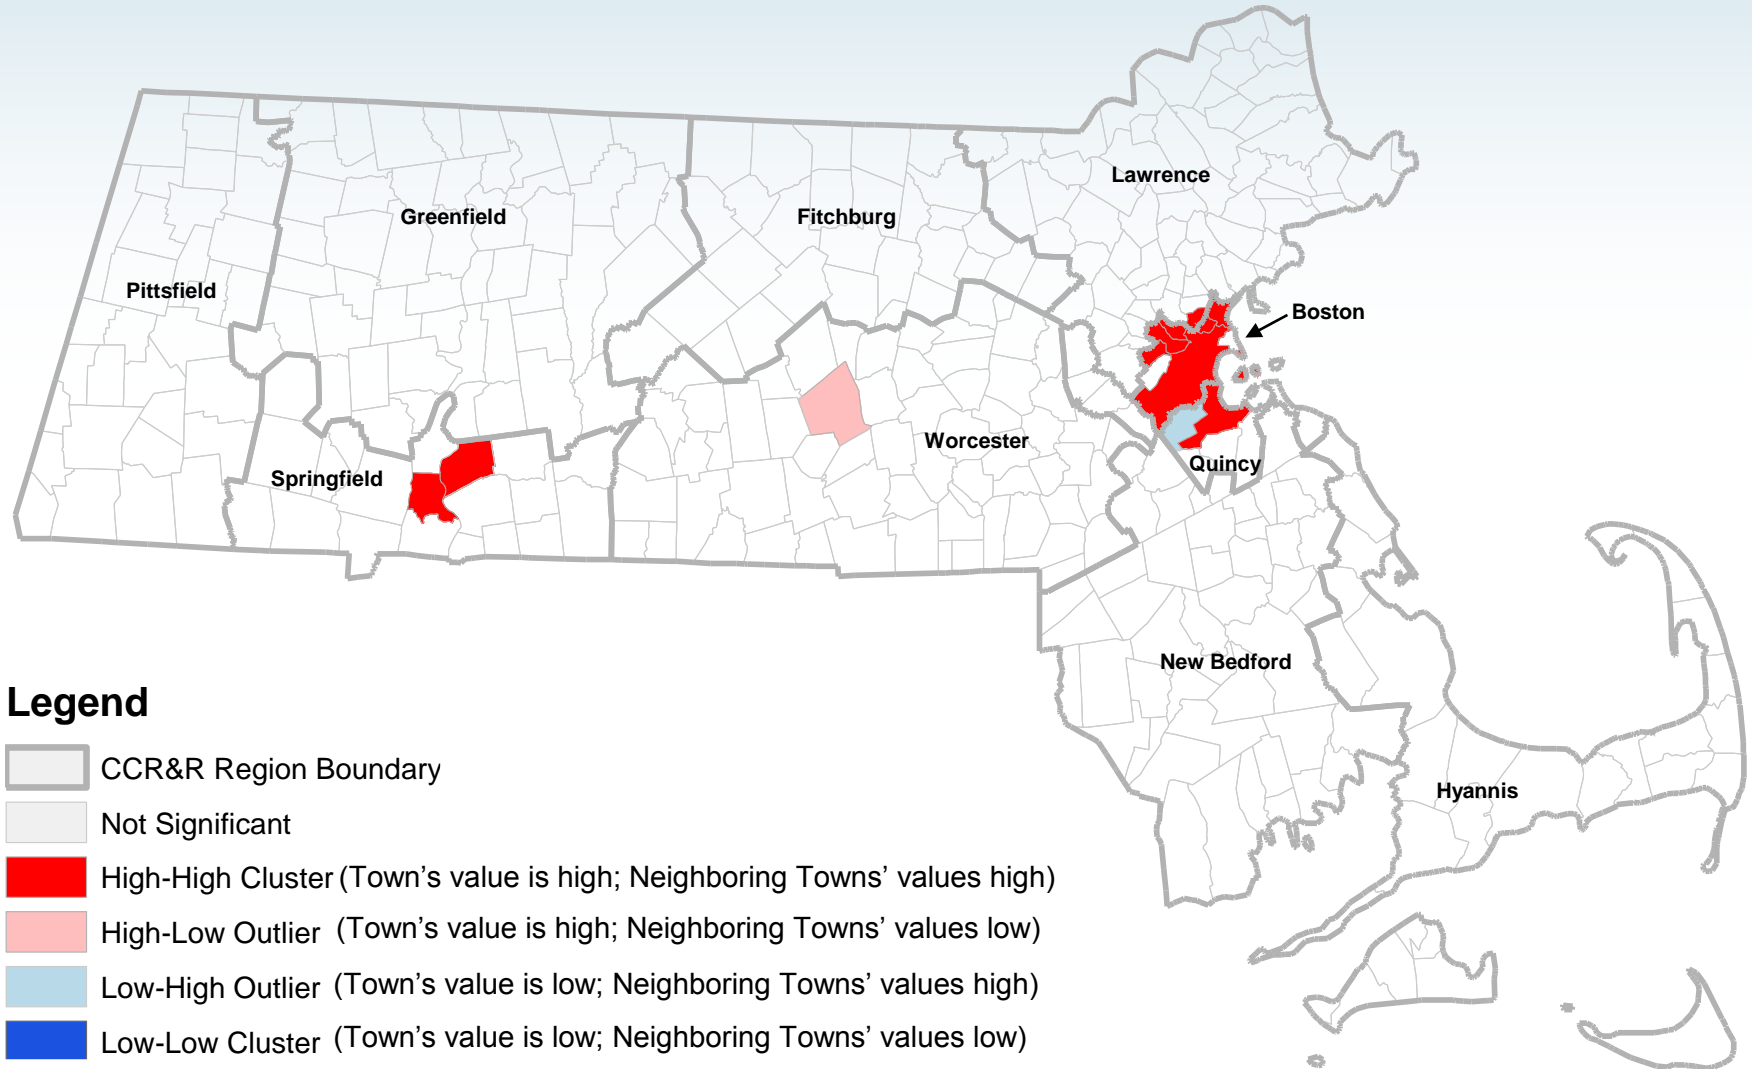 Lawrence
Greenfield
Fitchburg
Pittsfield
Boston
Worcester
Springfield
Quincy
New Bedford
Hyannis
Legend
CCR&R Region Boundary
Not Significant
High-High Cluster (Town’s value is high; Neighboring Towns’ values high)
High-Low Outlier (Town’s value is high; Neighboring Towns’ values low)
Low-High Outlier (Town’s value is low; Neighboring Towns’ values high)
Low-Low Cluster (Town’s value is low; Neighboring Towns’ values low)